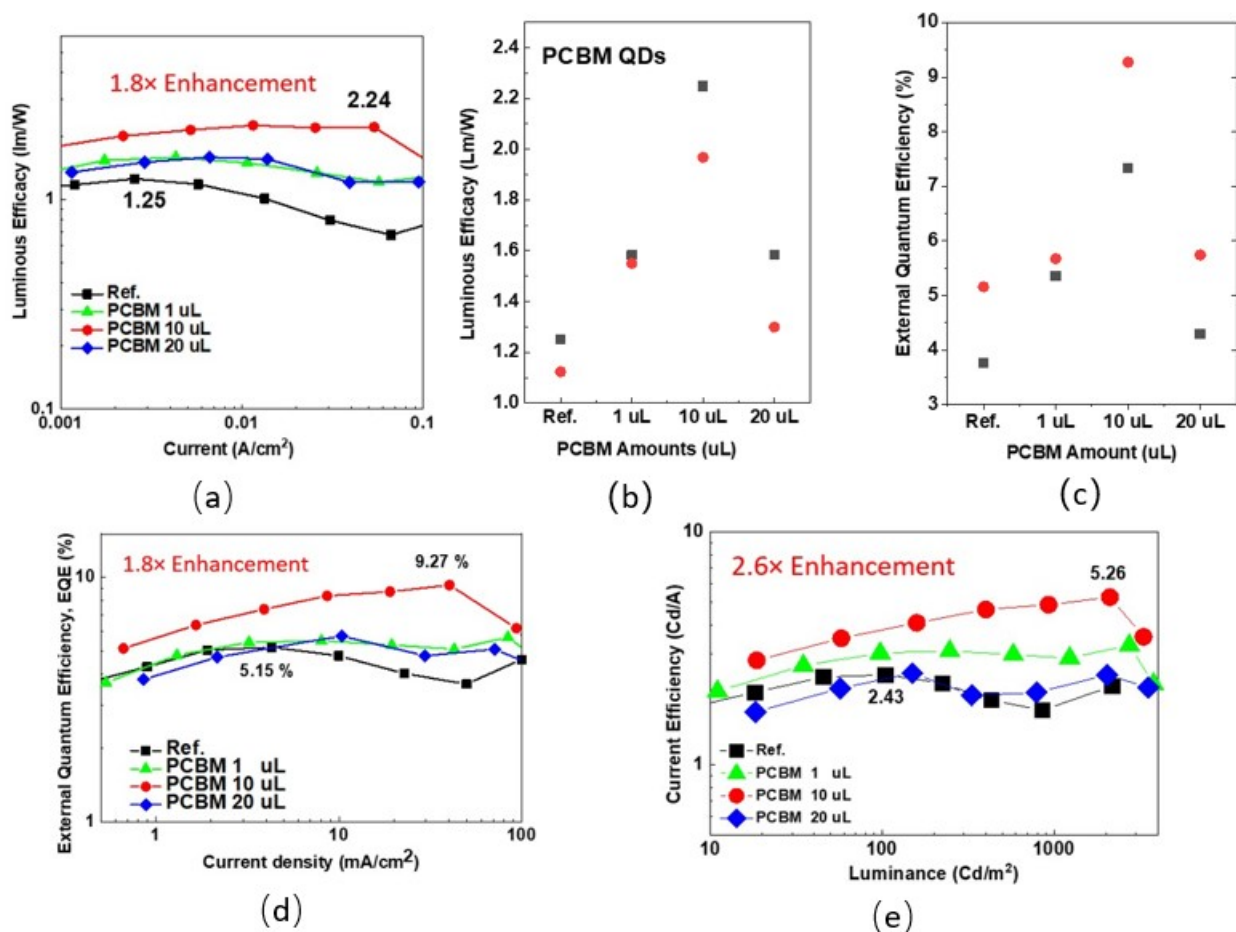 1.8× Enhancement
2.24
1.25
Ref.
PCBM 1 uL
PCBM 10 uL
PCBM 20 uL
Luminous Efficacy (lm/W)
1
0.1
0.001
0.01
0.1
Current (A/cm²)
(a)
PCBM QDs
Luminous Efficacy (Lm/W)
2.4
2.2
2.0
1.8
1.6
1.4
1.2
1.0
Ref.
1 uL
10 uL
20 uL
PCBM Amounts (uL)
(b)
External Quantum Efficiency (%)
10
9
8
7
6
5
4
3
Ref.
1 uL
10 uL
20 uL
PCBM Amount (uL)
(c)
1.8× Enhancement
9.27 %
5.15 %
Ref.
PCBM 1 uL
PCBM 10 uL
PCBM 20 uL
External Quantum Efficiency, EQE (%)
10
1
1
10
100
Current density (mA/cm²)
(d)
2.6× Enhancement
5.26
2.43
Ref.
PCBM 1 uL
PCBM 10 uL
PCBM 20 uL
Current Efficiency (Cd/A)
10
1
10
100
1000
Luminance (Cd/m²)
(e)